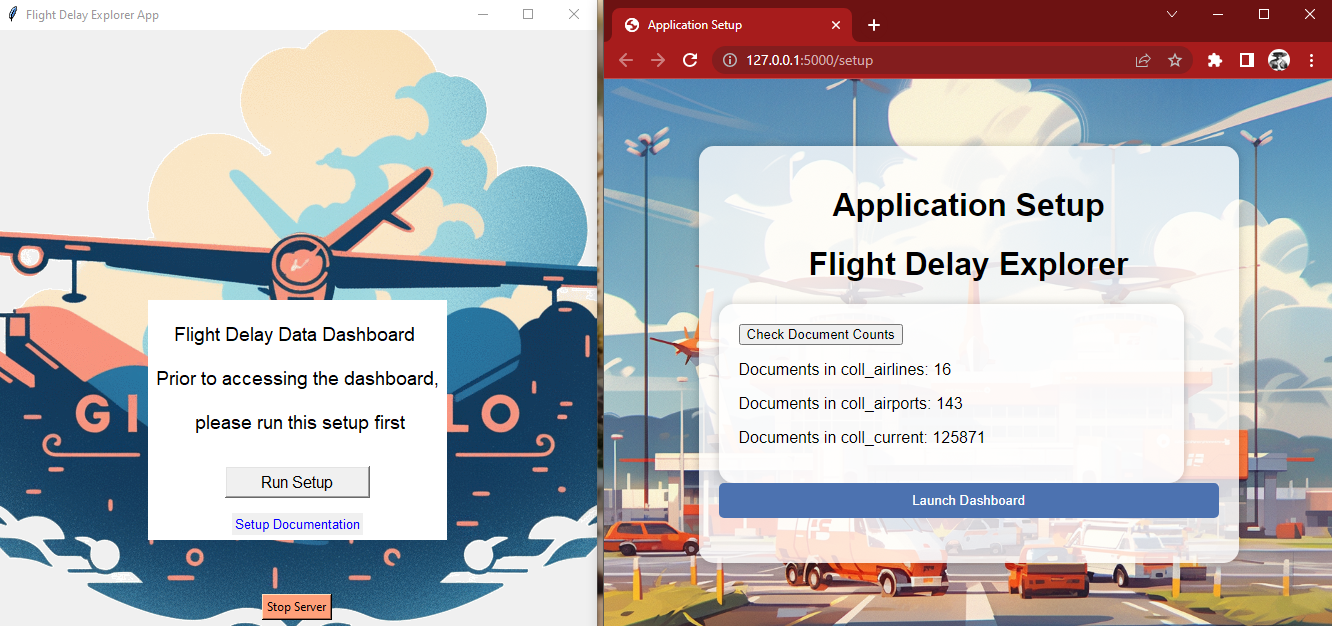 Flight Delay Explorer App
Flight Delay Data Dashboard
Prior to accessing the dashboard,
please run this setup first
GI
LO
Run Setup
Setup Documentation
Stop Server
Application Setup
127.0.0.1:5000/setup
Application Setup
Flight Delay Explorer
Check Document Counts
Documents in coll_airlines: 16
Documents in coll_airports: 143
Documents in coll_current: 125871
Launch Dashboard